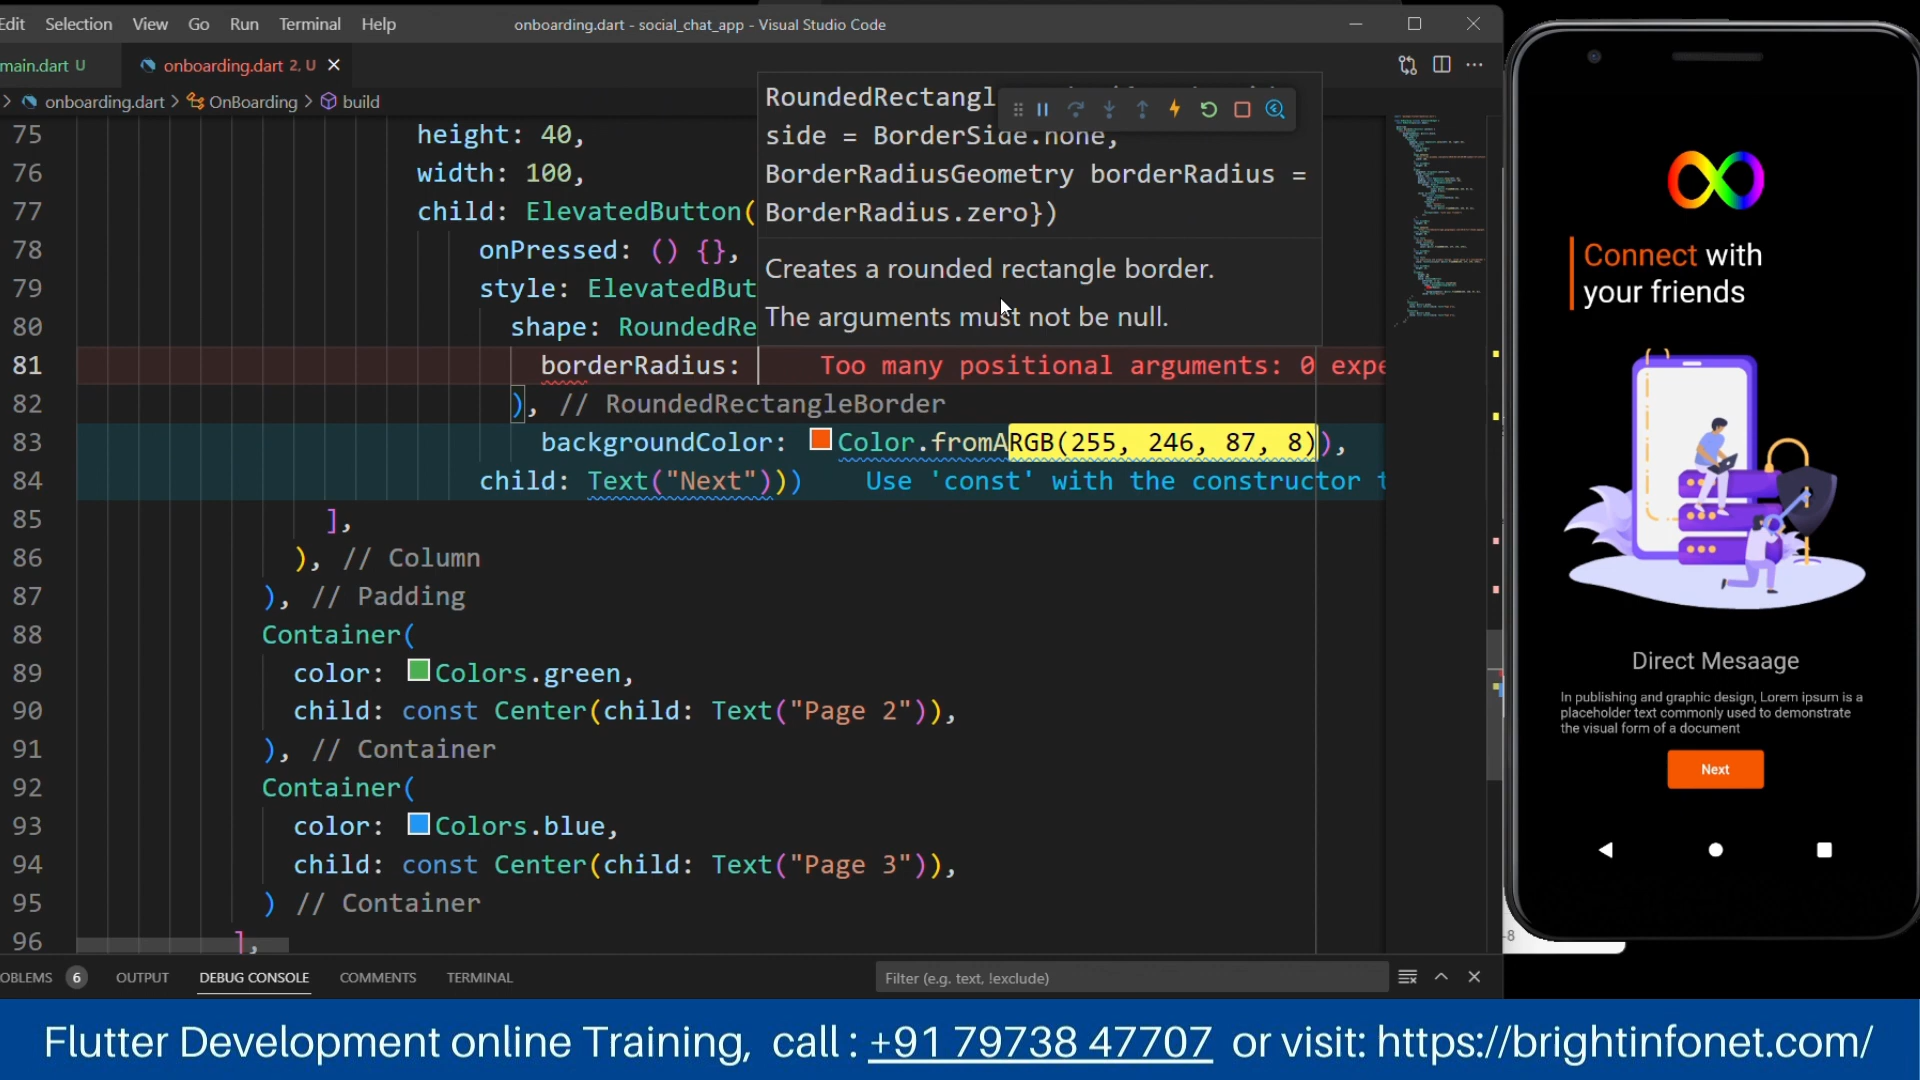 Edit Selection View Go Run Terminal Help
onboarding.dart - social_chat_app - Visual Studio Code
main.dart U
onboarding.dart 2, U
onboarding.dart > OnBoarding > build
RoundedRectangl
side = BorderSide.none,
BorderRadiusGeometry borderRadius =
BorderRadius.zero})
Creates a rounded rectangle border.
The arguments must not be null.
75 height: 40,
76 width: 100,
77 child: ElevatedButton(
78 onPressed: () {},
79 style: ElevatedBut
80 shape: RoundedRe
81 borderRadius: Too many positional arguments: 0 expe
82 ), // RoundedRectangleBorder
83 backgroundColor: Color.fromARGB(255, 246, 87, 8)),
84 child: Text("Next"))) Use 'const' with the constructor t
85 ],
86 ), // Column
87 ), // Padding
88 Container(
89 color: Colors.green,
90 child: const Center(child: Text("Page 2")),
91 ), // Container
92 Container(
93 color: Colors.blue,
94 child: const Center(child: Text("Page 3")),
95 ) // Container
96 ],
OBLEMS 6 OUTPUT DEBUG CONSOLE COMMENTS TERMINAL
Filter (e.g. text, !exclude)
Connect with
your friends
Direct Mesaage
In publishing and graphic design, Lorem ipsum is a
placeholder text commonly used to demonstrate
the visual form of a document
Next
-8
Flutter Development online Training, call : +91 79738 47707 or visit: https://brightinfonet.com/